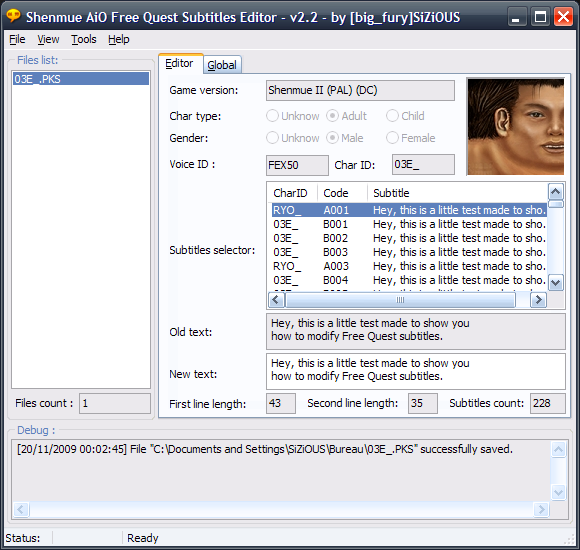 Shenmue AiO Free Quest Subtitles Editor - v2.2 - by [big_fury]SiZiOUS
File View Tools Help
Files list:
03E_.PKS
Files count : 1
Editor Global
Game version: Shenmue II (PAL) (DC)
Char type: Unknow Adult Child
Gender: Unknow Male Female
Voice ID : FEX50 Char ID: 03E_
Subtitles selector:
CharID Code Subtitle
RYO_ A001 Hey, this is a little test made to sho.
03E_ B001 Hey, this is a little test made to sho.
03E_ B002 Hey, this is a little test made to sho.
03E_ B003 Hey, this is a little test made to sho.
RYO_ A003 Hey, this is a little test made to sho.
03E_ B004 Hey, this is a little test made to sho.
Old text:
Hey, this is a little test made to show you
how to modify Free Quest subtitles.
New text:
Hey, this is a little test made to show you
how to modify Free Quest subtitles.
First line length: 43 Second line length: 35 Subtitles count: 228
Debug :
[20/11/2009 00:02:45] File "C:\Documents and Settings\SiZiOUS\Bureau\03E_.PKS" successfully saved.
Status: Ready